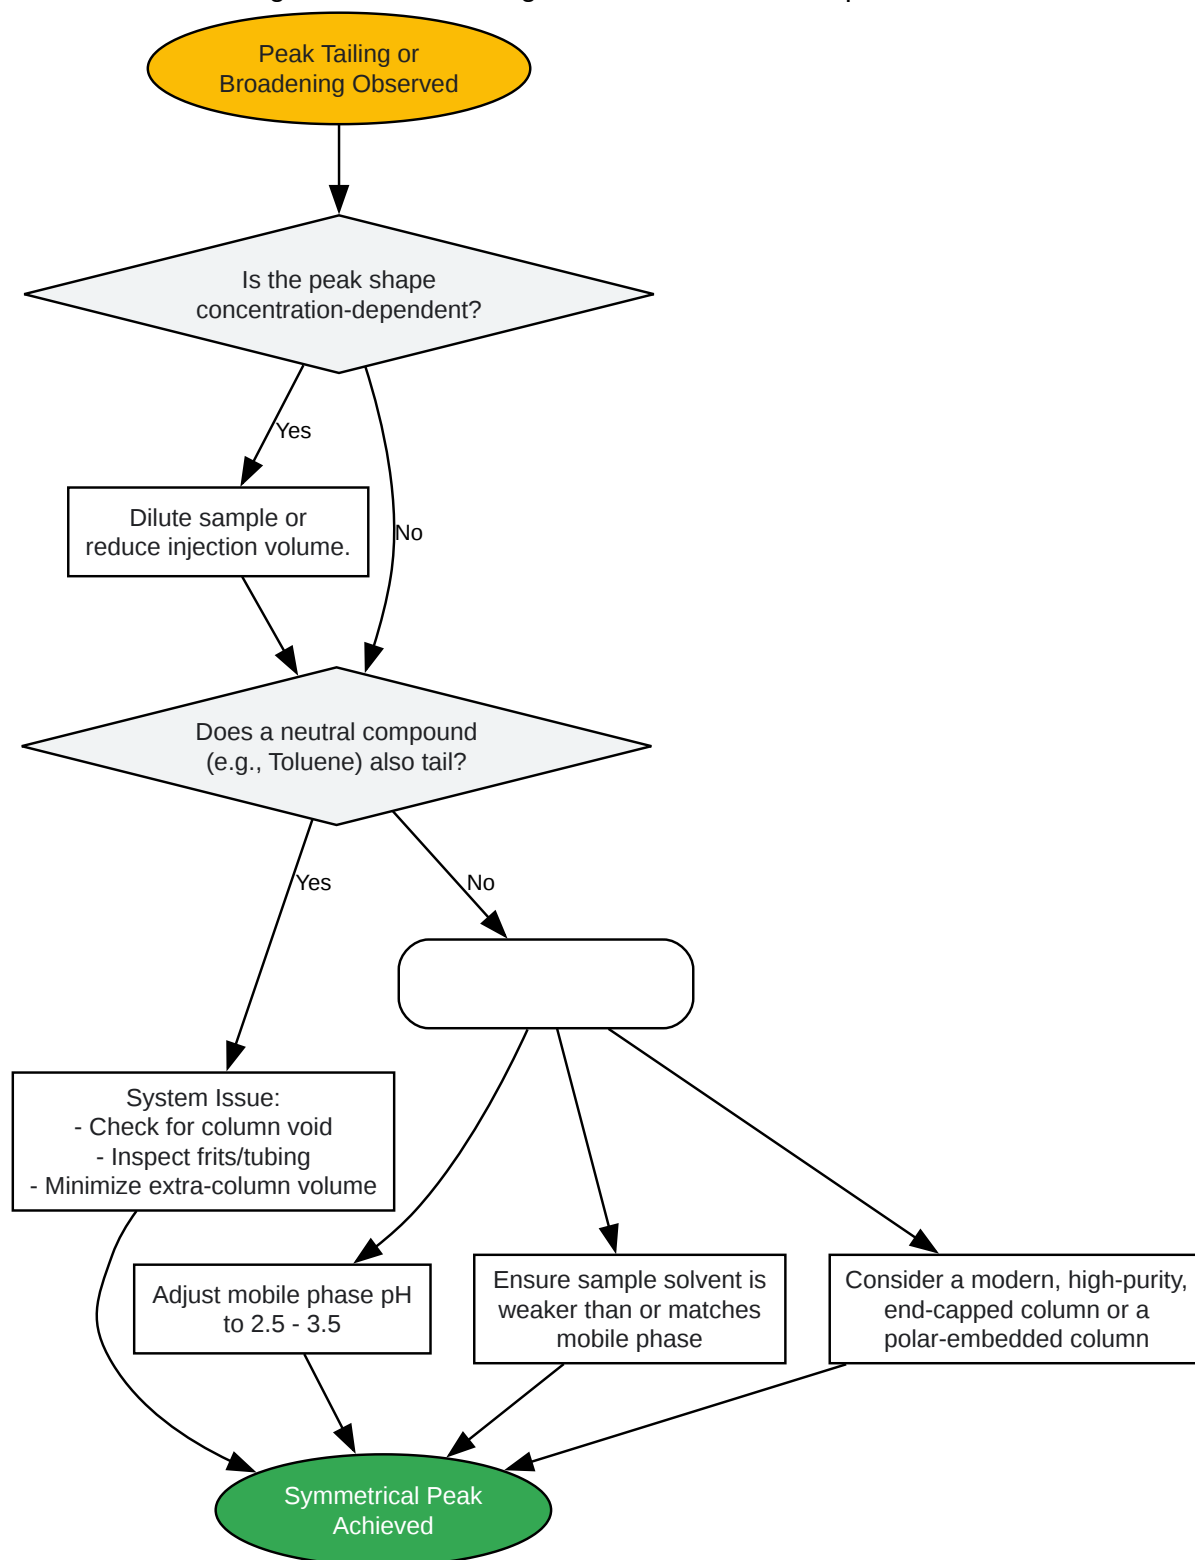 Peak Tailing or
Broadening Observed
Is the peak shape
concentration-dependent?
Yes
Dilute sample or
reduce injection volume.
No
Does a neutral compound
(e.g., Toluene) also tail?
Yes
No
System Issue:
- Check for column void
- Inspect frits/tubing
- Minimize extra-column volume
Adjust mobile phase pH
to 2.5 - 3.5
Ensure sample solvent is
weaker than or matches
mobile phase
Consider a modern, high-purity,
end-capped column or a
polar-embedded column
Symmetrical Peak
Achieved